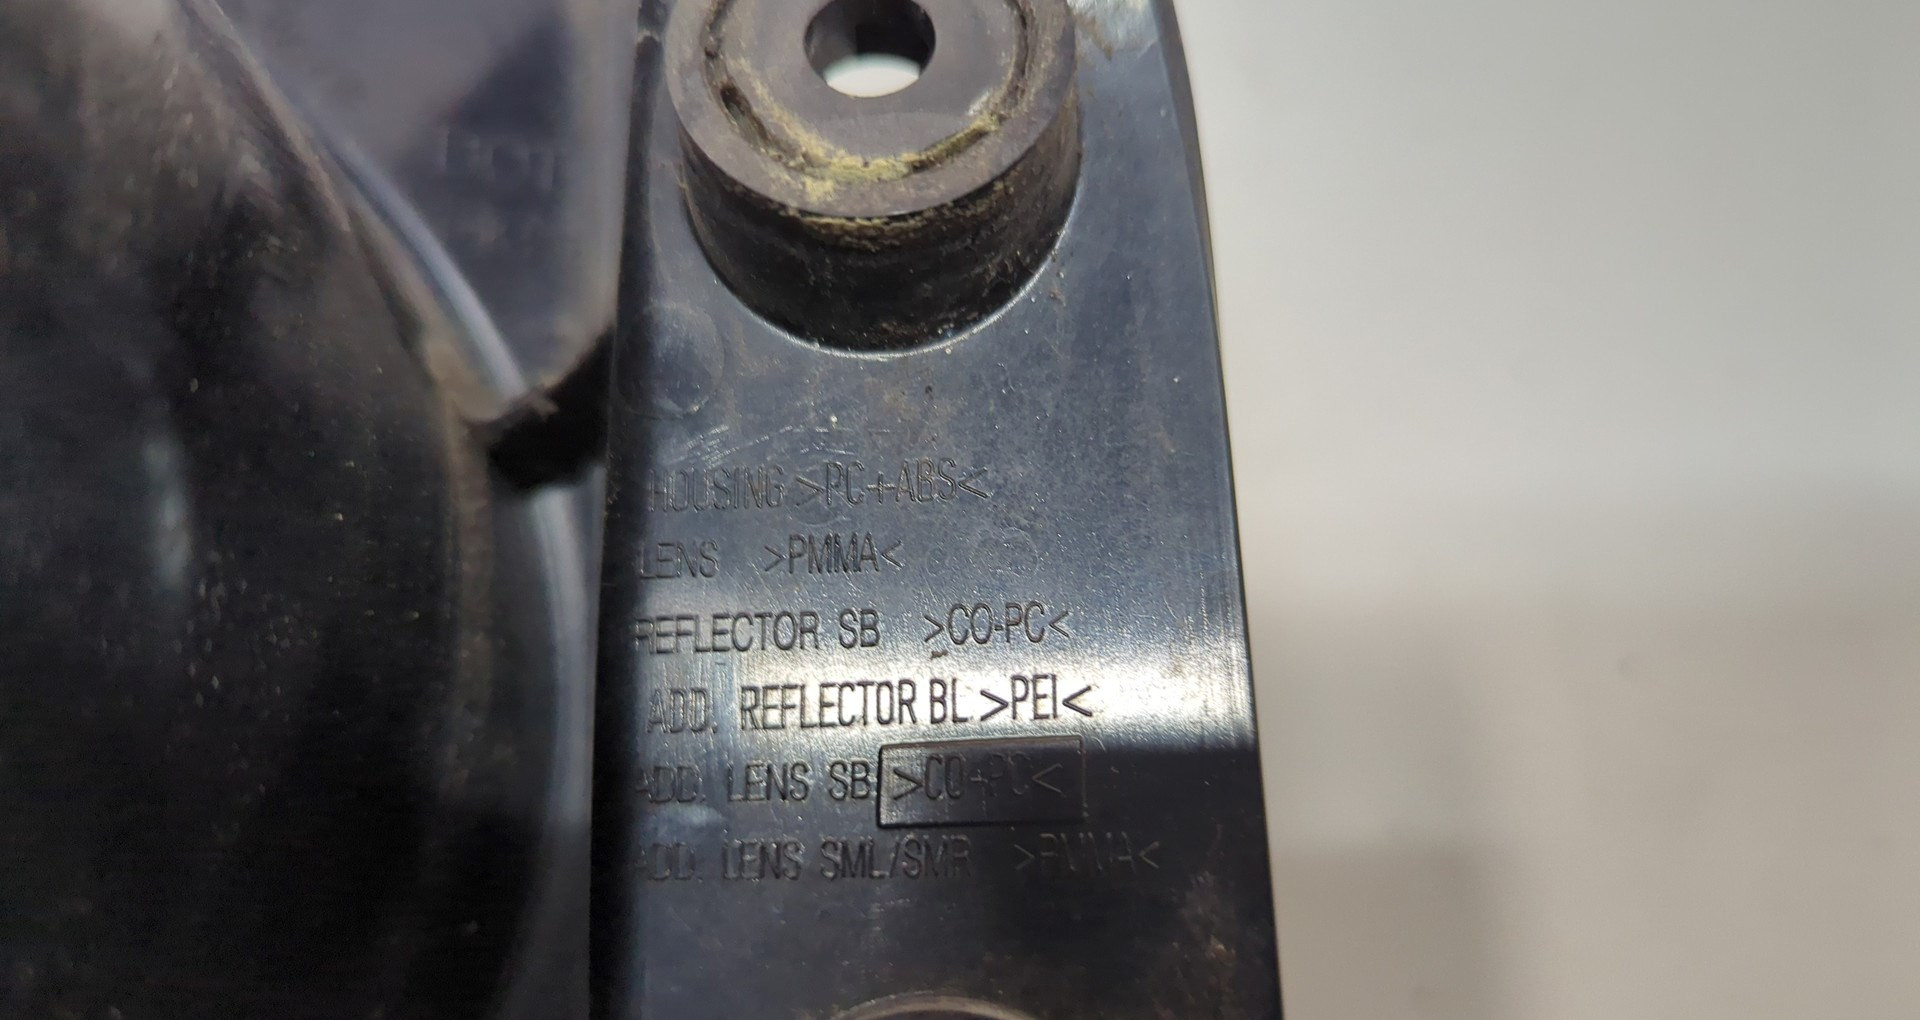 HOUSING >PC+ABS<
LENS >PMMA<
REFLECTOR SB >CO-PC<
ADD. REFLECTOR BL >PEI<
ADD. LENS SB >CO+PC<
ADD. LENS SML/SMR >PMMA<